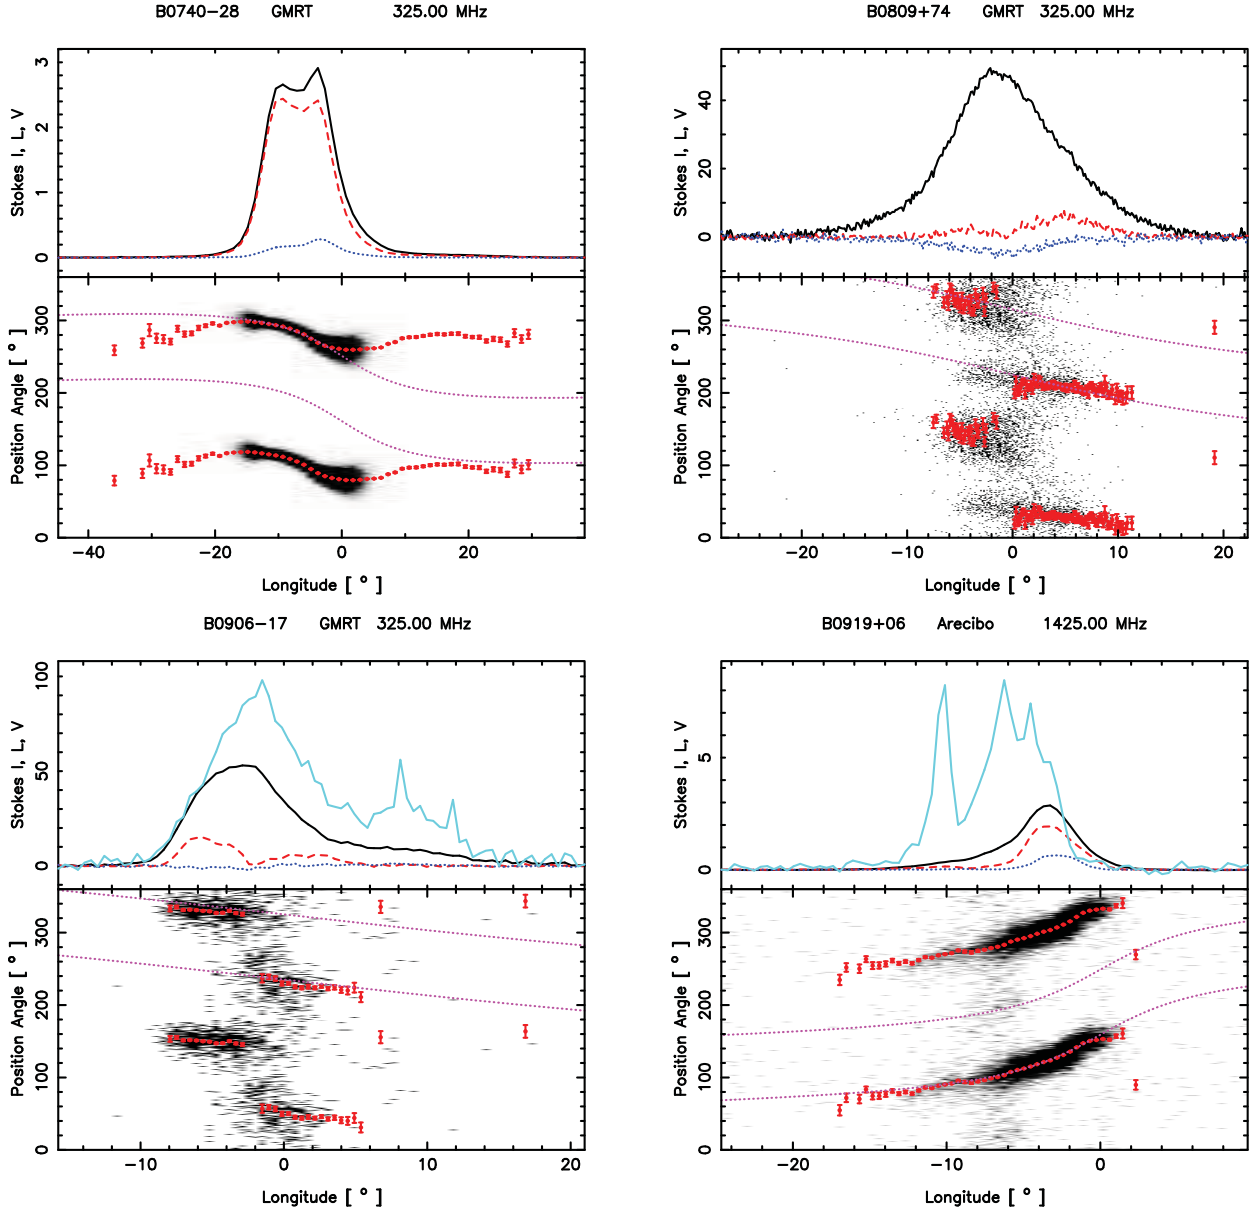 B0740−28 GMRT 325.00 MHz
Stokes I, L, V
3
2
1
0
Position Angle [ ° ]
300
200
100
0
−40 −20 0 20
Longitude [ ° ]
B0809+74 GMRT 325.00 MHz
Stokes I, L, V
40
20
0
Position Angle [ ° ]
300
200
100
0
−20 −10 0 10 20
Longitude [ ° ]
B0906−17 GMRT 325.00 MHz
Stokes I, L, V
100
50
0
Position Angle [ ° ]
300
200
100
0
−10 0 10 20
Longitude [ ° ]
B0919+06 Arecibo 1425.00 MHz
Stokes I, L, V
5
0
Position Angle [ ° ]
300
200
100
0
−20 −10 0
Longitude [ ° ]